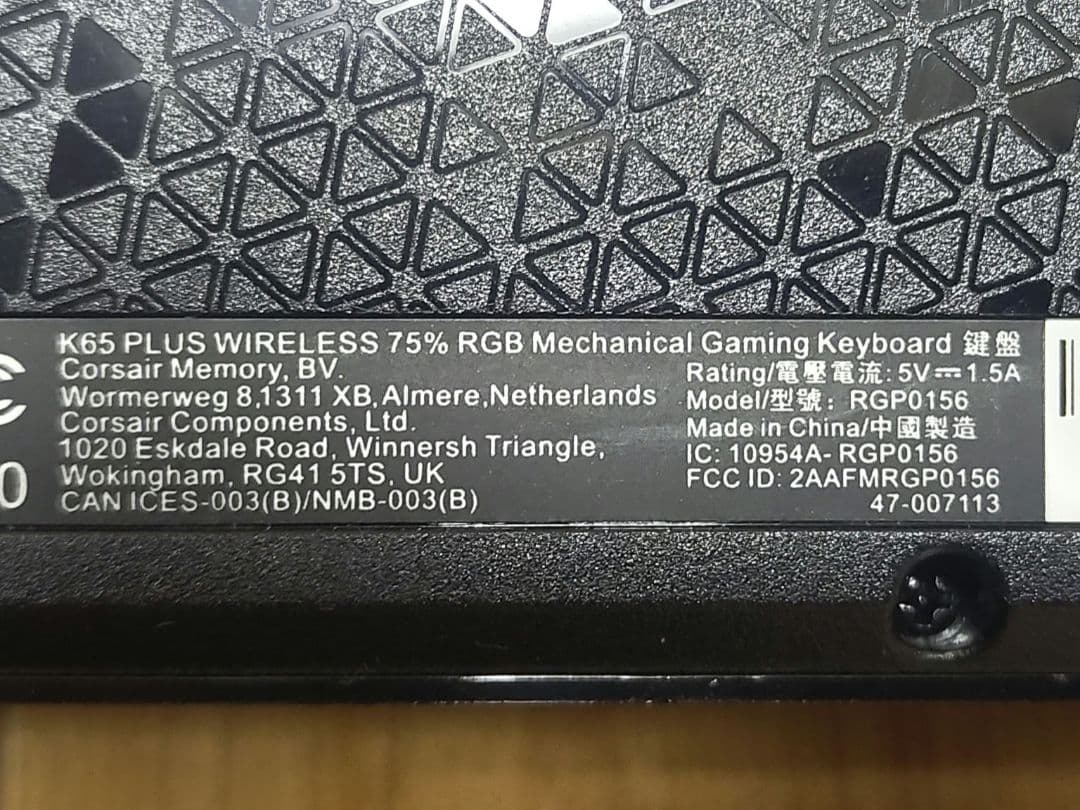 K65 PLUS WIRELESS 75% RGB Mechanical Gaming Keyboard 鍵盤
Corsair Memory, BV.
Wormerweg 8,1311 XB, Almere,Netherlands
Corsair Components, Ltd.
1020 Eskdale Road, Winnersh Triangle,
Wokingham, RG41 5TS, UK
CAN ICES-003(B)/NMB-003(B)
Rating/電壓電流: 5V⎓1.5A
Model/型號: RGP0156
Made in China/中國製造
IC: 10954A- RGP0156
FCC ID: 2AAFMRGP0156
47-007113